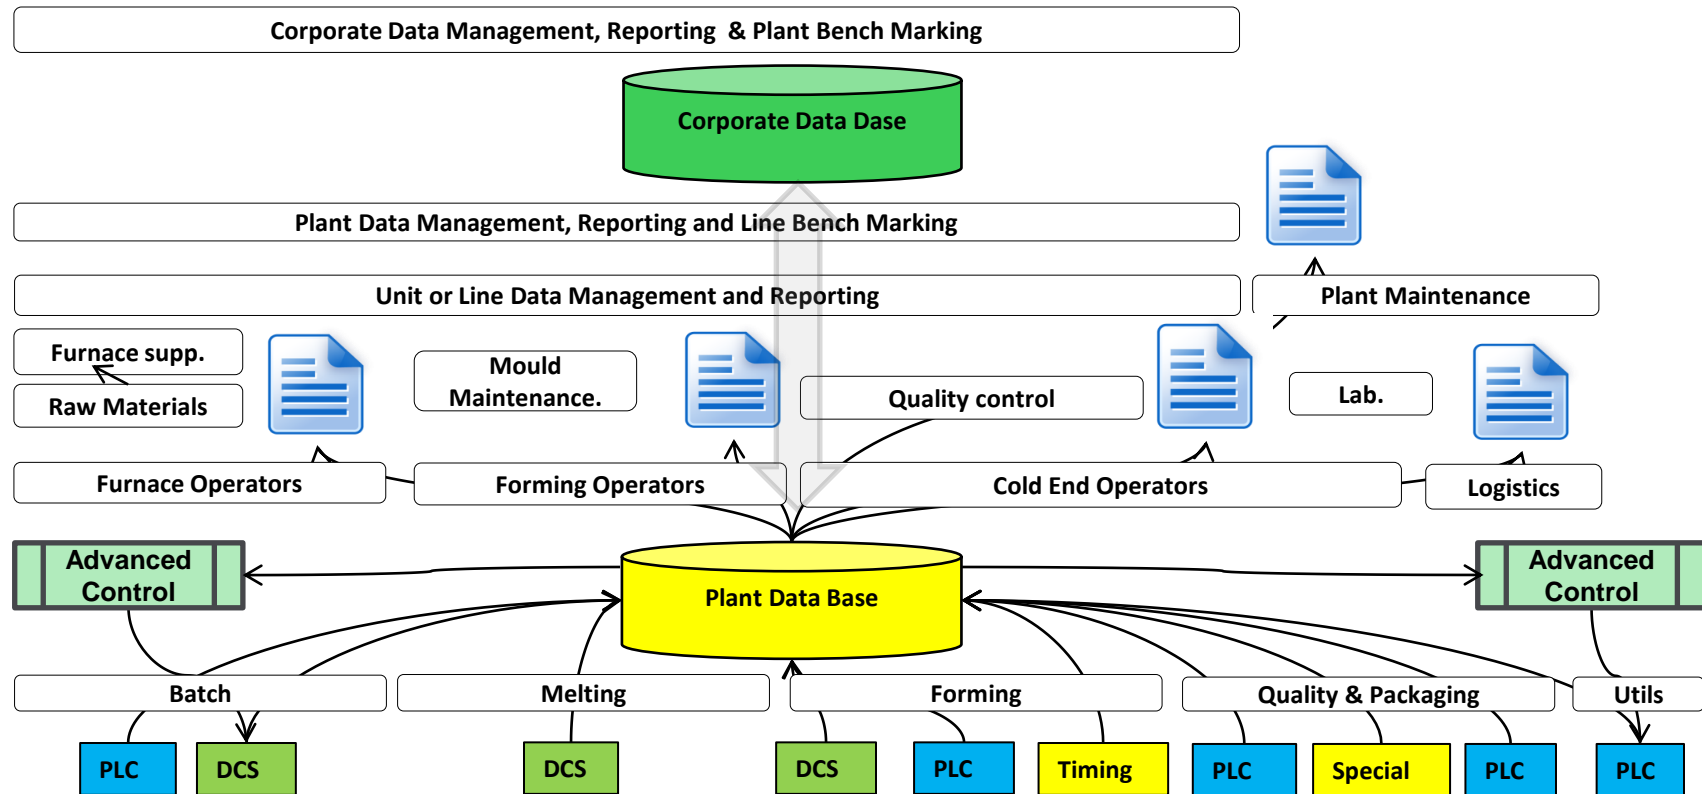 Corporate Data Management, Reporting & Plant Bench Marking
Corporate Data Dase
Plant Data Management, Reporting and Line Bench Marking
Unit or Line Data Management and Reporting
Plant Maintenance
Furnace supp.
Raw Materials
Mould
Maintenance.
Quality control
Lab.
Furnace Operators
Forming Operators
Cold End Operators
Logistics
Advanced
Control
Plant Data Base
Advanced
Control
Batch
Melting
Forming
Quality & Packaging
Utils
PLC
DCS
DCS
DCS
PLC
Timing
PLC
Special
PLC
PLC